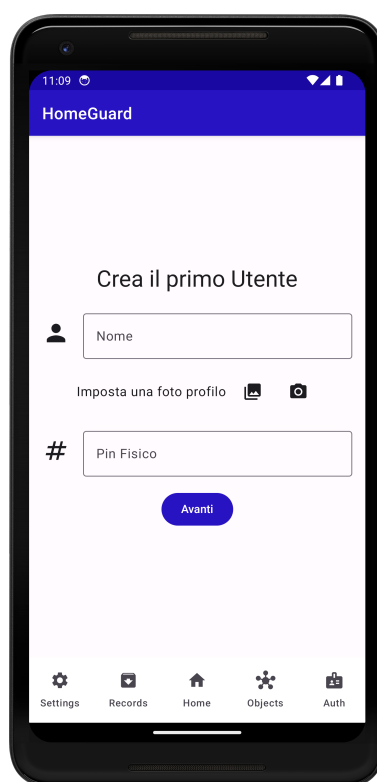 11:09
HomeGuard
Crea il primo Utente
Nome
Imposta una foto profilo
# Pin Fisico
Avanti
Settings Records Home Objects Auth